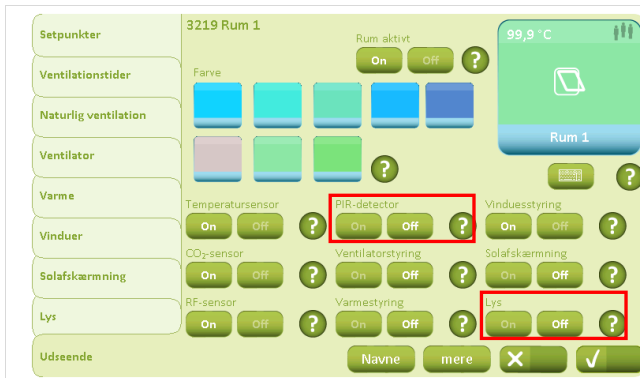 Setpunkter
Ventilationstider
Naturlig ventilation
Ventilator
Varme
Vinduer
Solafskærmning
Lys
Udseende
3219 Rum 1
Rum aktivt
On Off ?
Farve
?
99,9 °C
Rum 1
?
Temperatursensor PIR-detector Vinduesstyring
On Off ? On Off ? On Off ?
CO₂-sensor Ventilatorstyring Solafskærmning
On Off ? On Off ? On Off ?
RF-sensor Varmestyring Lys
On Off ? On Off ? On Off ?
Navne mere